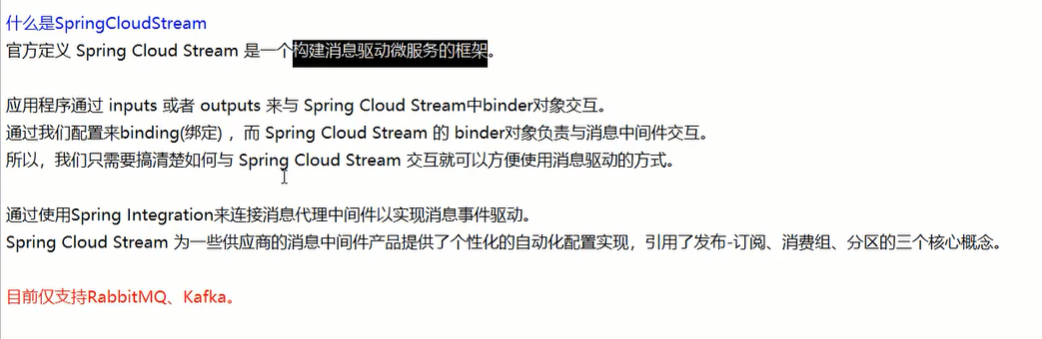 什么是SpringCloudStream
官方定义 Spring Cloud Stream 是一个构建消息驱动微服务的框架。
应用程序通过 inputs 或者 outputs 来与 Spring Cloud Stream中binder对象交互。
通过我们配置来binding(绑定) ，而 Spring Cloud Stream 的 binder对象负责与消息中间件交互。
所以，我们只需要搞清楚如何与 Spring Cloud Stream 交互就可以方便使用消息驱动的方式。
通过使用Spring Integration来连接消息代理中间件以实现消息事件驱动。
Spring Cloud Stream 为一些供应商的消息中间件产品提供了个性化的自动化配置实现，引用了发布-订阅、消费组、分区的三个核心概念。
目前仅支持RabbitMQ、Kafka。